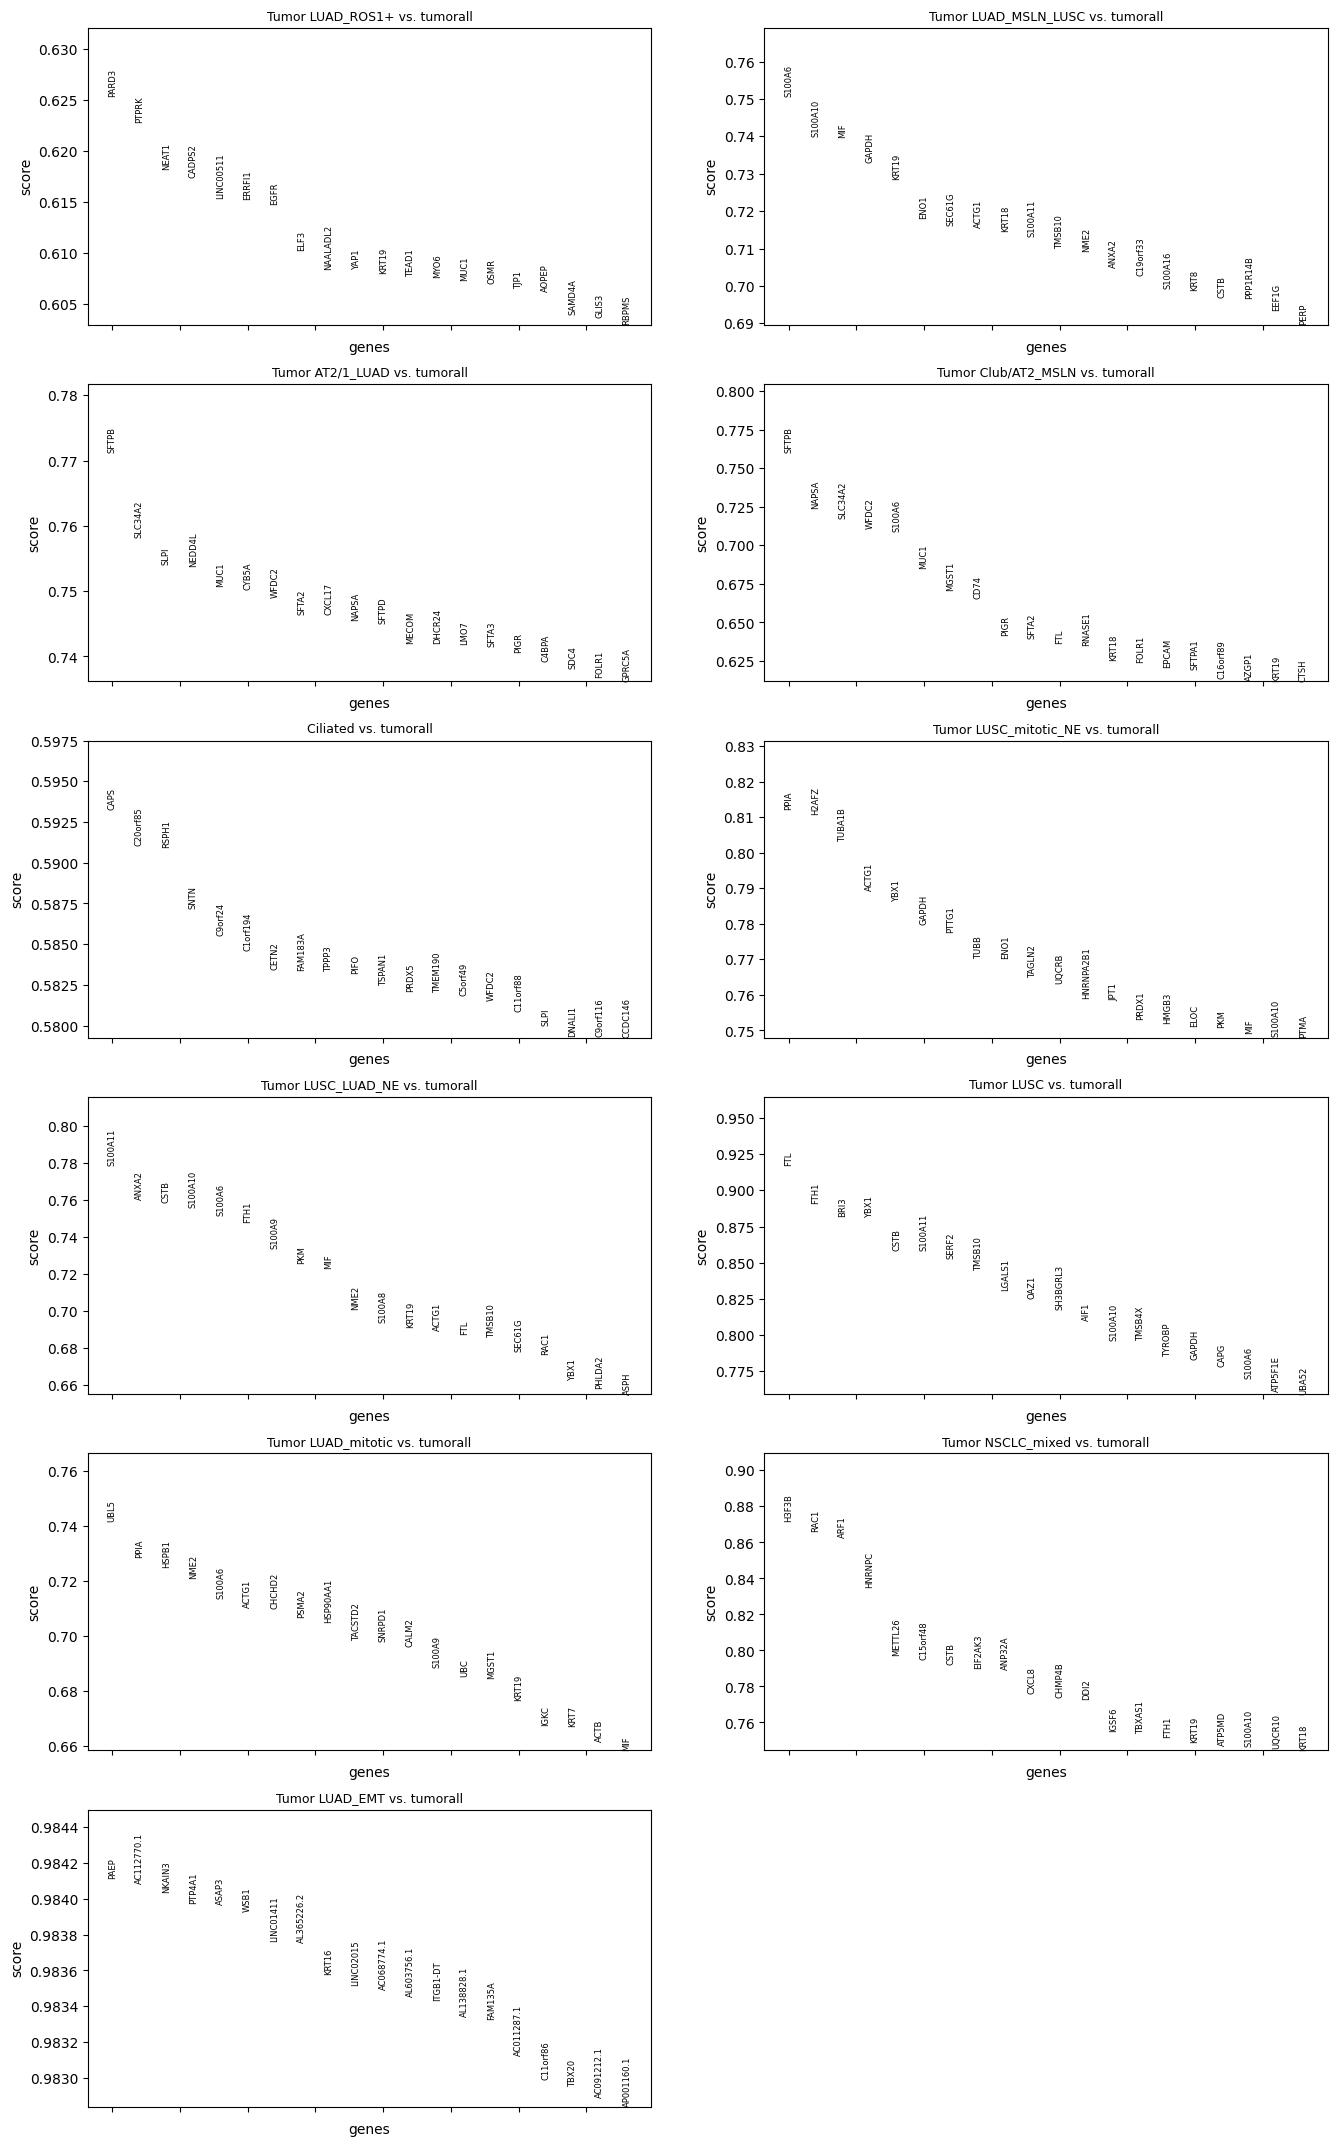 Tumor LUAD_ROS1+ vs. tumorall
0.630
0.625
0.620
0.615
0.610
0.605
score
PARD3
PTPRK
NEAT1
CADPS2
LINC00511
ERRFI1
EGFR
ELF3
NAALADL2
YAP1
KRT19
TEAD1
MYO6
MUC1
OSMR
TJP1
AOPEP
SAMD4A
GLIS3
RBPMS
genes
Tumor LUAD_MSLN_LUSC vs. tumorall
0.76
0.75
0.74
0.73
0.72
0.71
0.70
0.69
score
S100A6
S100A10
MIF
GAPDH
KRT19
ENO1
SEC61G
ACTG1
KRT18
S100A11
TMSB10
NME2
ANXA2
C19orf33
S100A16
KRT8
CSTB
PPP1R14B
EEF1G
PERP
genes
Tumor AT2/1_LUAD vs. tumorall
0.78
0.77
0.76
0.75
0.74
score
SFTPB
SLC34A2
SLPI
NEDD4L
MUC1
CYB5A
WFDC2
SFTA2
CXCL17
NAPSA
SFTPD
MECOM
DHCR24
LMO7
SFTA3
PIGR
C4BPA
SDC4
FOLR1
GPRC5A
genes
Tumor Club/AT2_MSLN vs. tumorall
0.800
0.775
0.750
0.725
0.700
0.675
0.650
0.625
score
SFTPB
NAPSA
SLC34A2
WFDC2
S100A6
MUC1
MGST1
CD74
PIGR
SFTA2
FTL
RNASE1
KRT18
FOLR1
EPCAM
SFTPA1
C16orf89
AZGP1
KRT19
CTSH
genes
Ciliated vs. tumorall
0.5975
0.5950
0.5925
0.5900
0.5875
0.5850
0.5825
0.5800
score
CAPS
C20orf85
RSPH1
SNTN
C9orf24
C1orf194
CETN2
FAM183A
TPPP3
PIFO
TSPAN1
PRDX5
TMEM190
C5orf49
WFDC2
C11orf88
SLPI
DNALI1
C9orf116
CCDC146
genes
Tumor LUSC_mitotic_NE vs. tumorall
0.83
0.82
0.81
0.80
0.79
0.78
0.77
0.76
0.75
score
PPIA
H2AFZ
TUBA1B
ACTG1
YBX1
GAPDH
PTTG1
TUBB
ENO1
TAGLN2
UQCRB
HNRNPA2B1
JPT1
PRDX1
HMGB3
ELOC
PKM
MIF
S100A10
PTMA
genes
Tumor LUSC_LUAD_NE vs. tumorall
0.80
0.78
0.76
0.74
0.72
0.70
0.68
0.66
score
S100A11
ANXA2
CSTB
S100A10
S100A6
FTH1
S100A9
PKM
MIF
NME2
S100A8
KRT19
ACTG1
FTL
TMSB10
SEC61G
RAC1
YBX1
PHLDA2
ASPH
genes
Tumor LUSC vs. tumorall
0.950
0.925
0.900
0.875
0.850
0.825
0.800
0.775
score
FTL
FTH1
BRI3
YBX1
CSTB
S100A11
SERF2
TMSB10
LGALS1
OAZ1
SH3BGRL3
AIF1
S100A10
TMSB4X
TYROBP
GAPDH
CAPG
S100A6
ATP5F1E
UBA52
genes
Tumor LUAD_mitotic vs. tumorall
0.76
0.74
0.72
0.70
0.68
0.66
score
UBL5
PPIA
HSPB1
NME2
S100A6
ACTG1
CHCHD2
PSMA2
HSP90AA1
TACSTD2
SNRPD1
CALM2
S100A9
UBC
MGST1
KRT19
IGKC
KRT7
ACTB
MIF
genes
Tumor NSCLC_mixed vs. tumorall
0.90
0.88
0.86
0.84
0.82
0.80
0.78
0.76
score
H3F3B
RAC1
ARF1
HNRNPC
METTL26
C15orf48
CSTB
EIF2AK3
ANP32A
CXCL8
CHMP4B
DDI2
IGSF6
TBXAS1
FTH1
KRT19
ATP5MD
S100A10
UQCR10
KRT18
genes
Tumor LUAD_EMT vs. tumorall
0.9844
0.9842
0.9840
0.9838
0.9836
0.9834
0.9832
0.9830
score
PAEP
AC112770.1
NKAIN3
PTP4A1
ASAP3
WSB1
LINC01411
AL365226.2
KRT16
LINC02015
AC068774.1
AL603756.1
ITGB1-DT
AL138828.1
FAM135A
AC011287.1
C11orf86
TBX20
AC091212.1
AP001160.1
genes